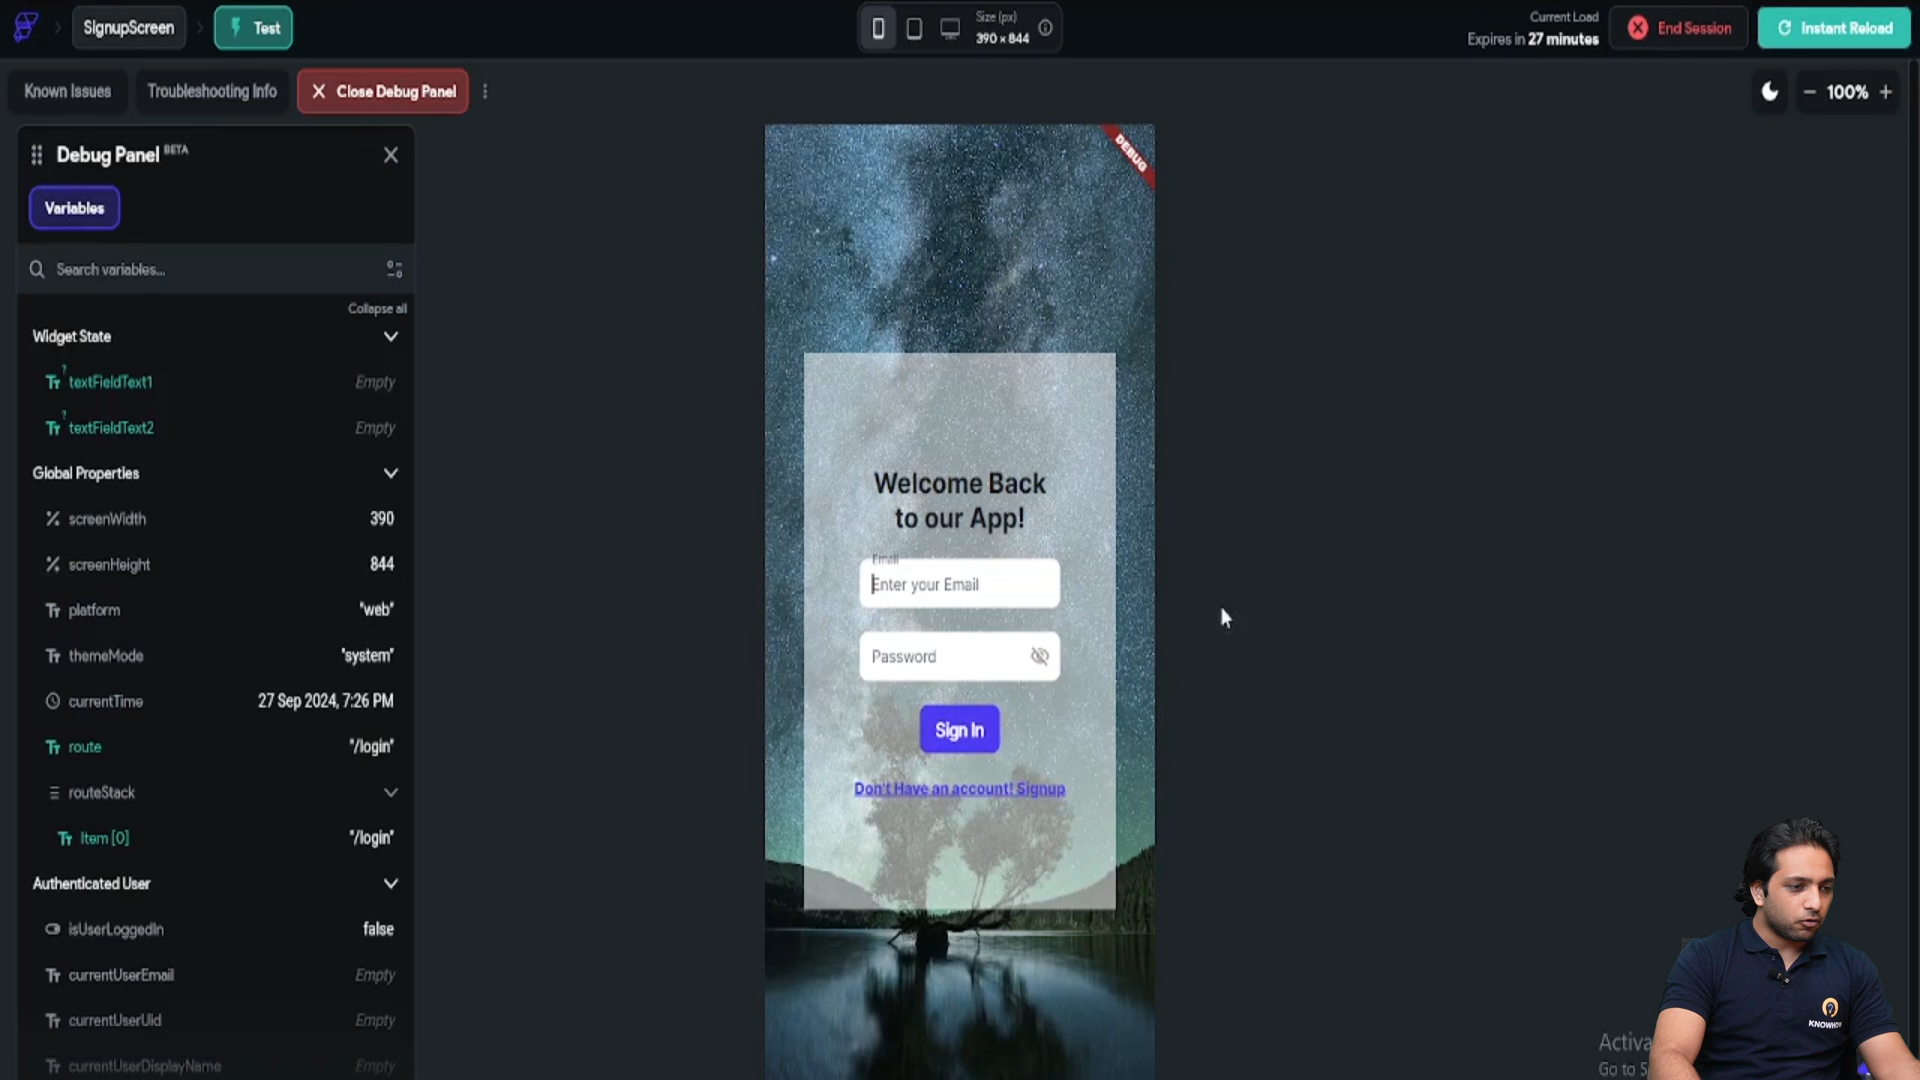 SignupScreen
Test
Size (px)
390 × 844
Current Load
Expires in 27 minutes
End Session
Instant Reload
Known Issues
Troubleshooting Info
Close Debug Panel
100%
Debug Panel BETA
Variables
Search variables...
Collapse all
Widget State
textFieldText1 Empty
textFieldText2 Empty
Global Properties
screenWidth 390
screenHeight 844
platform "web"
themeMode "system"
currentTime 27 Sep 2024, 7:26 PM
route "/login"
routeStack
Item [0] "/login"
Authenticated User
isUserLoggedIn false
currentUserEmail Empty
currentUserUid Empty
currentUserDisplayName Empty
DEBUG
Welcome Back
to our App!
Email
Enter your Email
Password
Sign In
Don't Have an account! Signup
Go to